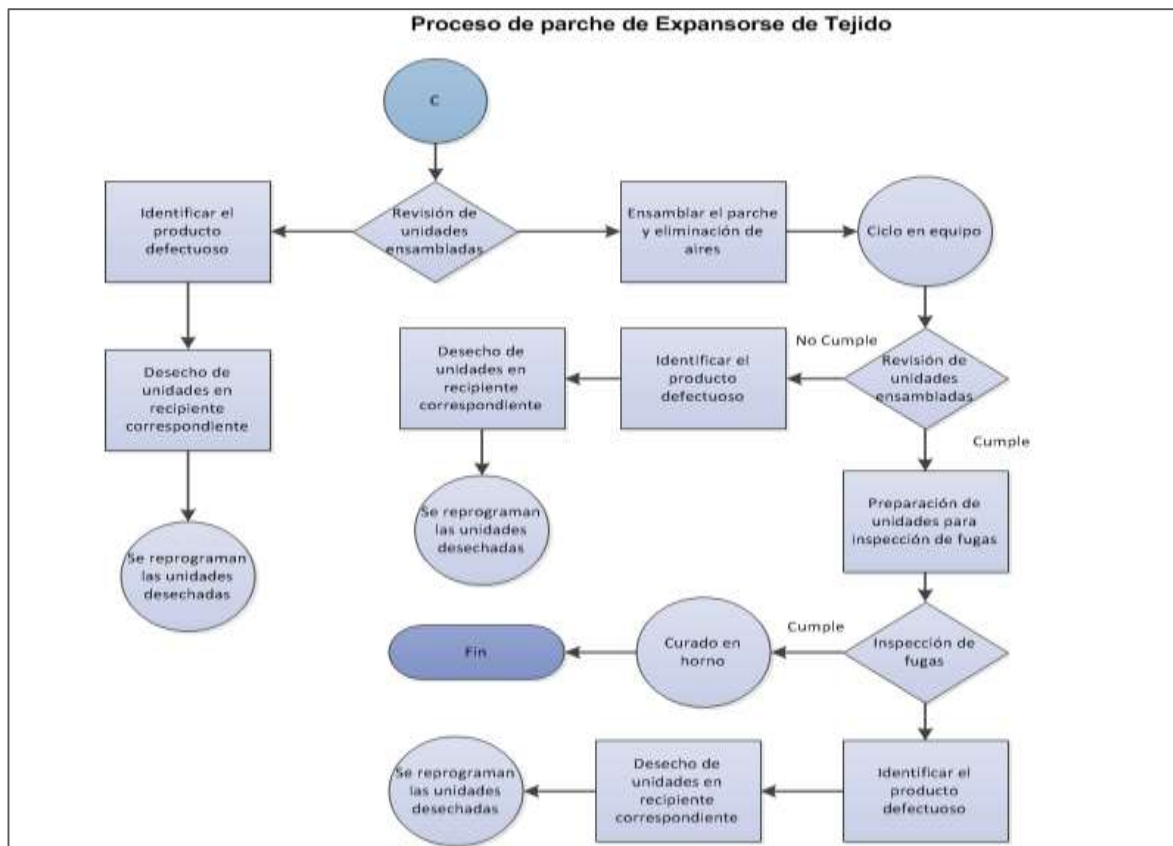 Proceso de parche de Expansorse de Tejido
C
Identificar el
producto
defectuoso
Revisión de
unidades
ensambladas
Ensamblar el parche
y eliminación de
aires
Ciclo en equipo
Desecho de
unidades en
recipiente
correspondiente
Desecho de
unidades en
recipiente
correspondiente
Identificar el
producto
defectuoso
No Cumple
Revisión de
unidades
ensambladas
Cumple
Se reprograman
las unidades
desechadas
Se reprograman
las unidades
desechadas
Preparación de
unidades para
inspección de fugas
Fin
Curado en
horno
Cumple
Inspección de
fugas
Se reprograman
las unidades
desechadas
Desecho de
unidades en
recipiente
correspondiente
Identificar el
producto
defectuoso